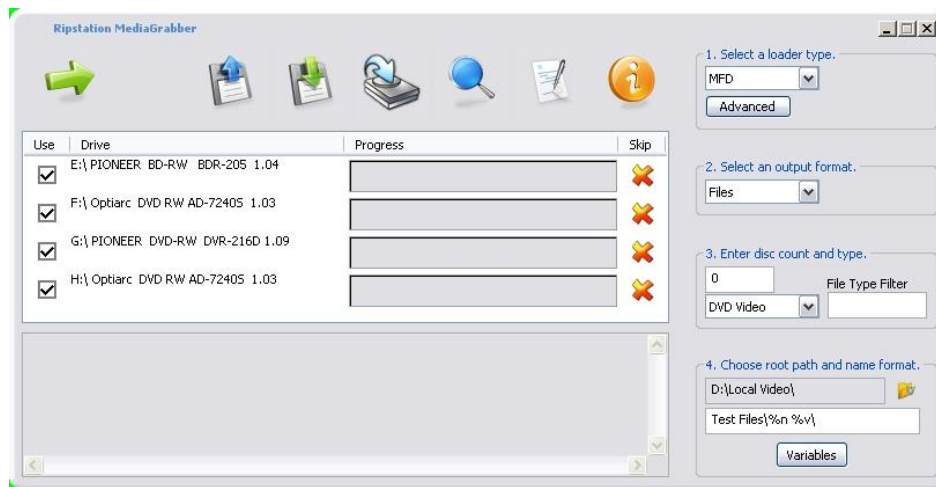 Ripstation MediaGrabber
Use Drive Progress Skip
E:\ PIONEER BD-RW BDR-205 1.04
F:\ Optiarc DVD RW AD-7240S 1.03
G:\ PIONEER DVD-RW DVR-216D 1.09
H:\ Optiarc DVD RW AD-7240S 1.03
1. Select a loader type.
MFD
Advanced
2. Select an output format.
Files
3. Enter disc count and type.
0
File Type Filter
DVD Video
4. Choose root path and name format.
D:\Local Video\
Test Files\%n %v\
Variables